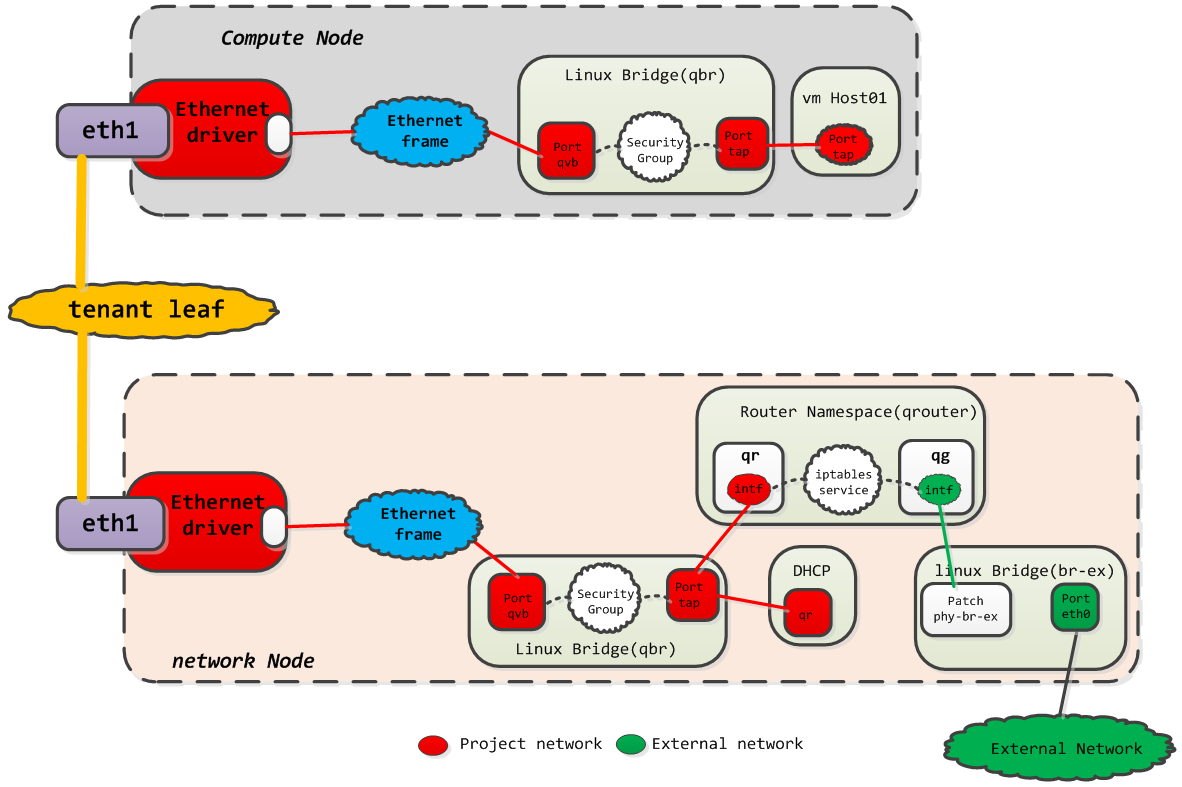 Compute Node
eth1
Ethernet
driver
Ethernet
frame
Linux Bridge(qbr)
Port
qvb
Security
Group
Port
tap
vm Host01
Port
tap
tenant leaf
network Node
eth1
Ethernet
driver
Ethernet
frame
Linux Bridge(qbr)
Port
qvb
Security
Group
Port
tap
Router Namespace(qrouter)
qr
intf
iptables
service
qg
intf
DHCP
qr
linux Bridge(br-ex)
Patch
phy-br-ex
Port
eth0
External Network
Project network
External network